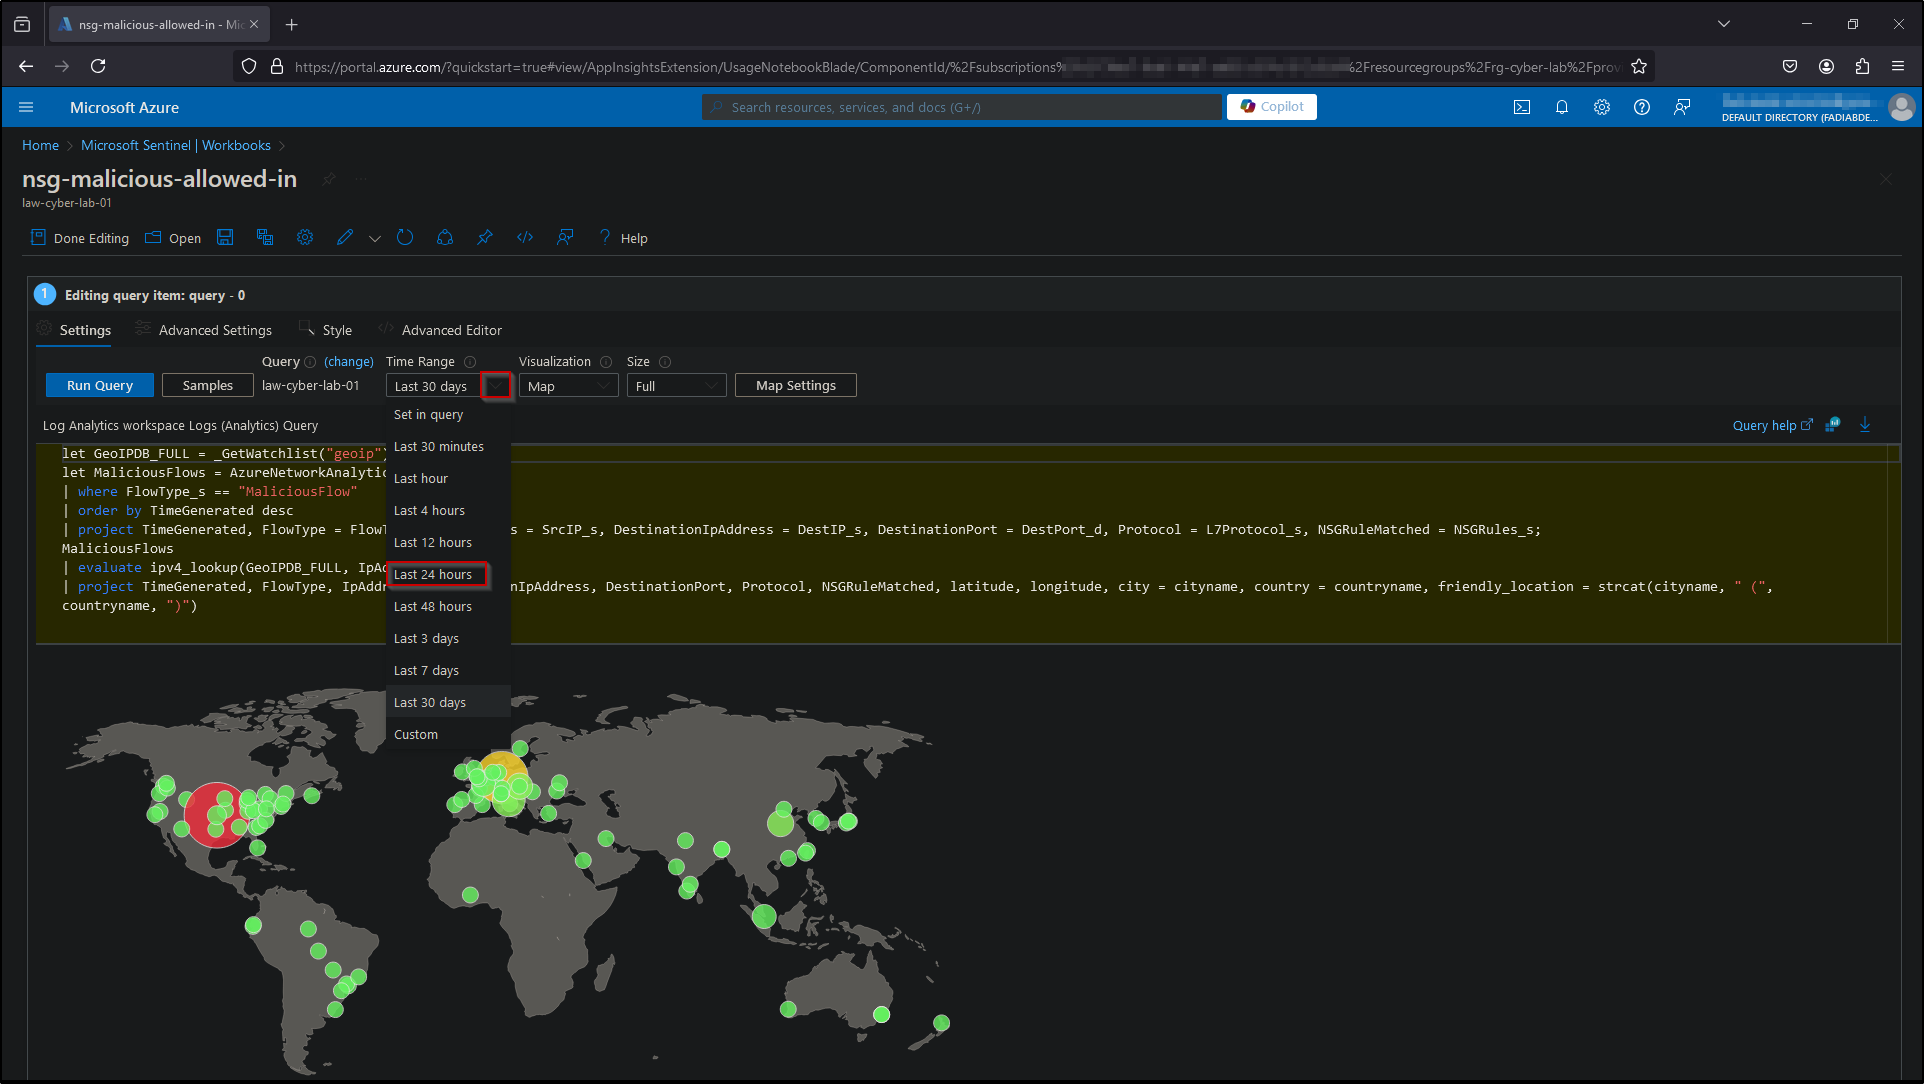 nsg-malicious-allowed-in - Mic
https://portal.azure.com/?quickstart=true#view/AppInsightsExtension/UsageNotebookBlade/ComponentId/%2Fsubscriptions% %2Fresourcegroups%2Frg-cyber-lab%2Fprov
Microsoft Azure
Search resources, services, and docs (G+/)
Copilot
DEFAULT DIRECTORY (FADIABDE...
Home > Microsoft Sentinel | Workbooks >
nsg-malicious-allowed-in
law-cyber-lab-01
Done Editing Open Help
1 Editing query item: query - 0
Settings Advanced Settings Style Advanced Editor
Query (change) Time Range Visualization Size
Run Query Samples law-cyber-lab-01 Last 30 days Map Full Map Settings
Set in query
Last 30 minutes
Last hour
Last 4 hours
Last 12 hours
Last 24 hours
Last 48 hours
Last 3 days
Last 7 days
Last 30 days
Custom
Log Analytics workspace Logs (Analytics) Query
Query help
let GeoIPDB_FULL = _GetWatchlist("geoip")
let MaliciousFlows = AzureNetworkAnalytic
| where FlowType_s == "MaliciousFlow"
| order by TimeGenerated desc
| project TimeGenerated, FlowType = FlowT s = SrcIP_s, DestinationIpAddress = DestIP_s, DestinationPort = DestPort_d, Protocol = L7Protocol_s, NSGRuleMatched = NSGRules_s;
MaliciousFlows
| evaluate ipv4_lookup(GeoIPDB_FULL, IpAd
| project TimeGenerated, FlowType, IpAddr nIpAddress, DestinationPort, Protocol, NSGRuleMatched, latitude, longitude, city = cityname, country = countryname, friendly_location = strcat(cityname, " (",
countryname, ")")